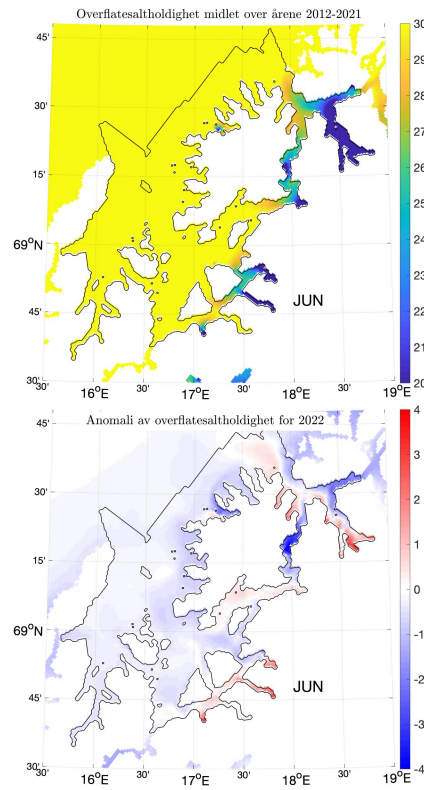 Overflatesaltholdighet midlet over årene 2012-2021
45'
30'
15'
69°N
45'
30'
30'
16°E
30'
17°E
30'
18°E
30'
19°E
JUN
30
29
28
27
26
25
24
23
22
21
20
Anomali av overflatesaltholdighet for 2022
45'
30'
15'
69°N
45'
30'
30'
16°E
30'
17°E
30'
18°E
30'
19°E
JUN
4
3
2
1
0
-1
-2
-3
-4